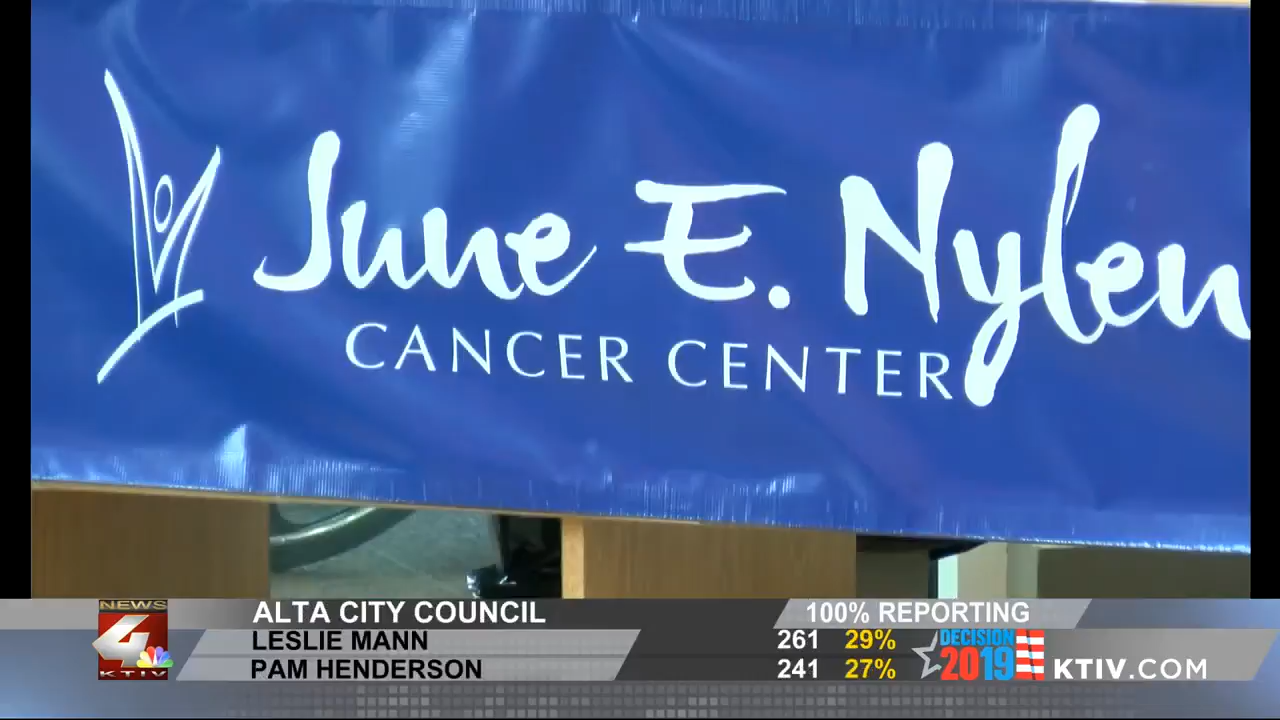 June E. Nylen
CANCER CENTER
NEWS
4
KTIV
ALTA CITY COUNCIL
100% REPORTING
LESLIE MANN 261 29%
PAM HENDERSON 241 27%
DECISION
2019
KTIV.COM